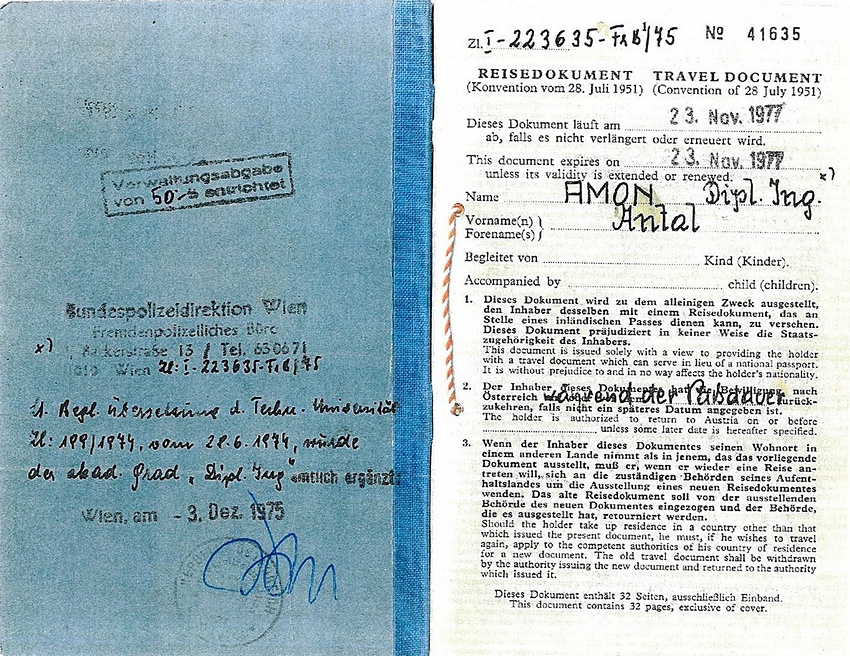 Verwaltungsabgabe
von 50.-S entrichtet
Bundespolizeidirektion Wien
Fremdenpolizeiliches Büro
x)
Bäckerstraße 13 / Tel. 63 06 71
1010 Wien Zl: I-223635-FrB/75
Lt. Begl. Übersetzung d. Techn. Universität
Zl: 199/1974, vom 28.6.1974, wurde
der akad. Grad „Dipl. Ing" amtlich ergänzt.
Wien, am - 3. Dez. 1975
Zl. I-223635-FrB/75 № 41635
REISEDOKUMENT TRAVEL DOCUMENT
(Konvention vom 28. Juli 1951) (Convention of 28 July 1951)
Dieses Dokument läuft am 23. Nov. 1977
ab, falls es nicht verlängert oder erneuert wird.
This document expires on 23. Nov. 1977
unless its validity is extended or renewed.
Name AMON Dipl. Ing. x)
Vorname(n) }
Forename(s) } Antal
Begleitet von Kind (Kinder).
Accompanied by child (children).
1. Dieses Dokument wird zu dem alleinigen Zweck ausgestellt,
den Inhaber desselben mit einem Reisedokument, das an
Stelle eines inländischen Passes dienen kann, zu versehen.
Dieses Dokument präjudiziert in keiner Weise die Staats-
zugehörigkeit des Inhabers.
This document is issued solely with a view to providing the holder
with a travel document which can serve in lieu of a national passport.
It is without prejudice to and in no way affects the holder's nationality.
2. Der Inhaber dieses Dokumentes hat die Bewilligung, nach
Österreich während der Paßdauer zurück-
zukehren, falls nicht ein späteres Datum angegeben ist.
The holder is authorized to return to Austria on or before
unless some later date is hereafter specified.
3. Wenn der Inhaber dieses Dokumentes seinen Wohnort in
einem anderen Lande nimmt als in jenem, das das vorliegende
Dokument ausstellt, muß er, wenn er wieder eine Reise an-
treten will, sich an die zuständigen Behörden seines Aufent-
haltslandes um die Ausstellung eines neuen Reisedokumentes
wenden. Das alte Reisedokument soll von der ausstellenden
Behörde des neuen Dokumentes eingezogen und der Behörde,
die es ausgestellt hat, retourniert werden.
Should the holder take up residence in a country other than that
which issued the present document, he must, if he wishes to travel
again, apply to the competent authorities of his country of residence
for a new document. The old travel document shall be withdrawn
by the authority issuing the new document and returned to the authority
which issued it.
Dieses Dokument enthält 32 Seiten, ausschließlich Einband.
This document contains 32 pages, exclusive of cover.